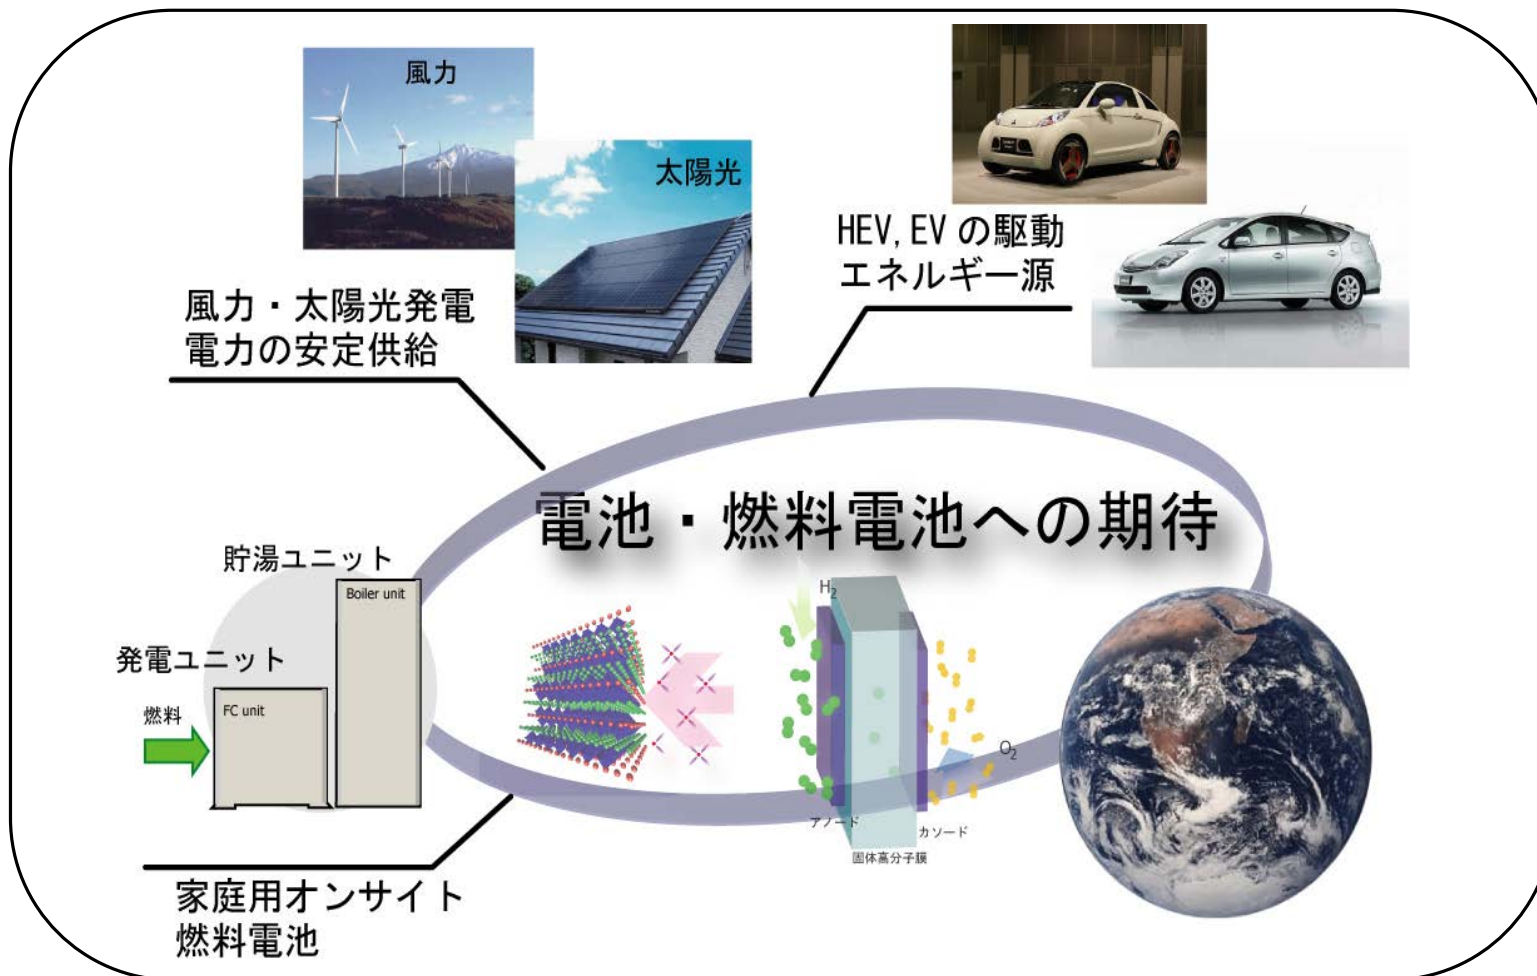 風力
太陽光
風力・太陽光発電
電力の安定供給
HEV, EV の駆動
エネルギー源
電池・燃料電池への期待
貯湯ユニット
Boiler unit
発電ユニット
FC unit
燃料
H2
O2
アノード
カソード
固体高分子膜
家庭用オンサイト
燃料電池